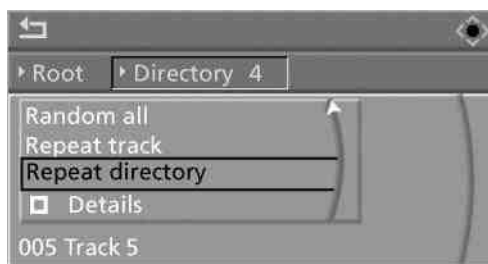 Root Directory 4
Random all
Repeat track
Repeat directory
Details
005 Track 5